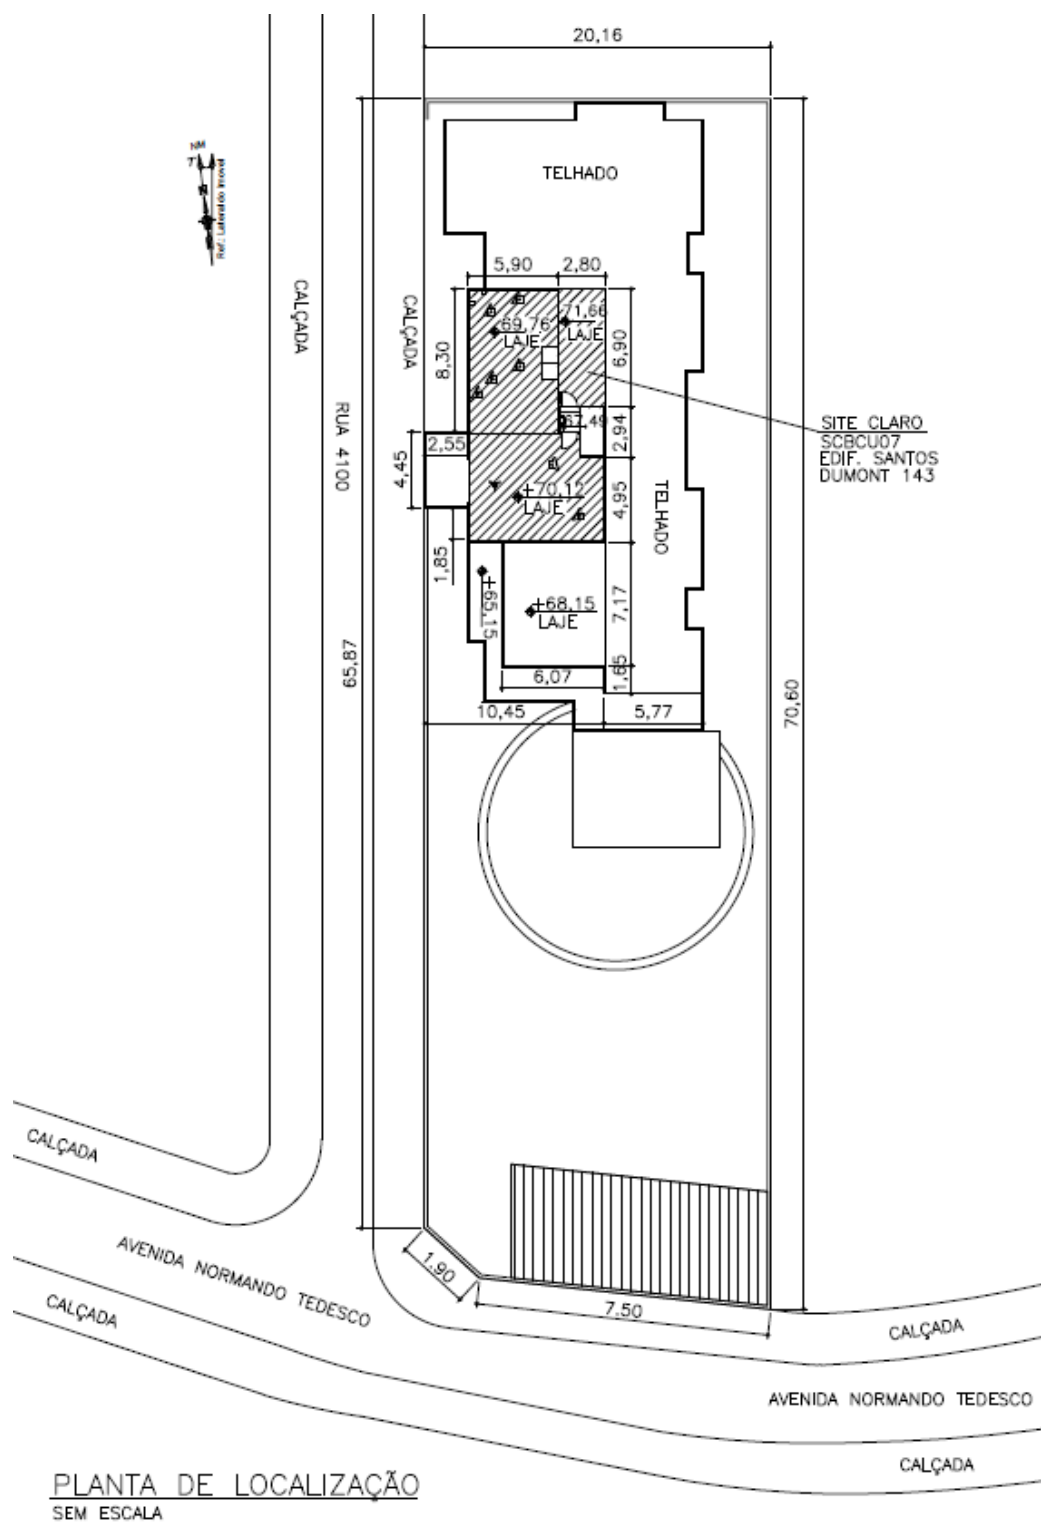 20,16
NM
TELHADO
5,90
2,80
CALÇADA
CALÇADA
71,66
LAJE
69,76
LAJE
8,30
6,90
RUA 4100
SITE CLARO
SCBCU07
EDIF. SANTOS
DUMONT 143
67,49
2,94
2,55
4,45
+70,12
LAJE
4,95
TELHADO
1,85
+65,15
+68,15
LAJE
7,17
65,87
6,07
1,65
70,60
10,45
5,77
CALÇADA
AVENIDA NORMANDO TEDESCO
1,90
7,50
CALÇADA
CALÇADA
AVENIDA NORMANDO TEDESCO
CALÇADA
PLANTA DE LOCALIZAÇÃO
SEM ESCALA